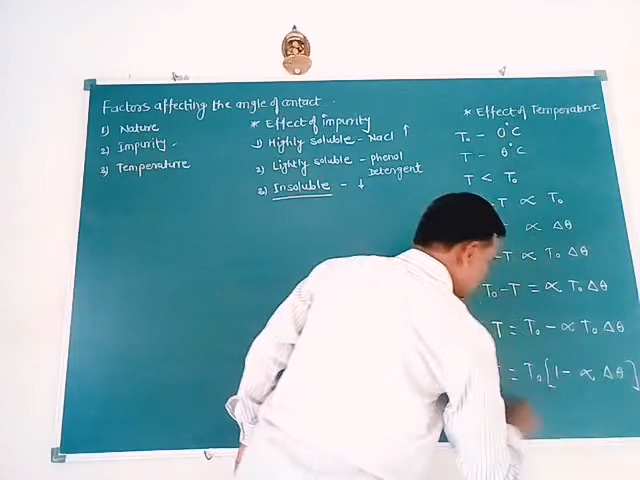 Factors affecting the angle of contact..
1) Nature
2) Impurity.
3) Temperature
* Effect of impurity
1) Highly soluble - Nacl ↑
2) Lightly soluble - phenol
Detergent
3) Insoluble - ↓
* Effect of Temperature
T₀ - 0°C
T - θ°C
T < T₀
-T ∝ T₀
∝ Δθ
-T ∝ T₀ Δθ
T₀-T = ∝ T₀ Δθ
T = T₀ - ∝ T₀ Δθ
= T₀[1- ∝ Δθ]